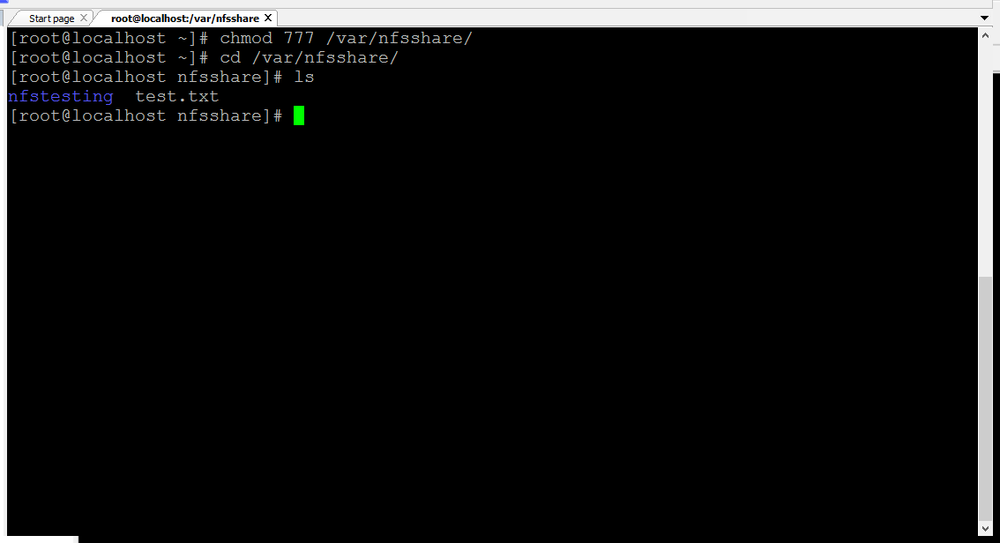 Start page
root@localhost:/var/nfsshare
[root@localhost ~]# chmod 777 /var/nfsshare/
[root@localhost ~]# cd /var/nfsshare/
[root@localhost nfsshare]# ls
nfstesting  test.txt
[root@localhost nfsshare]#